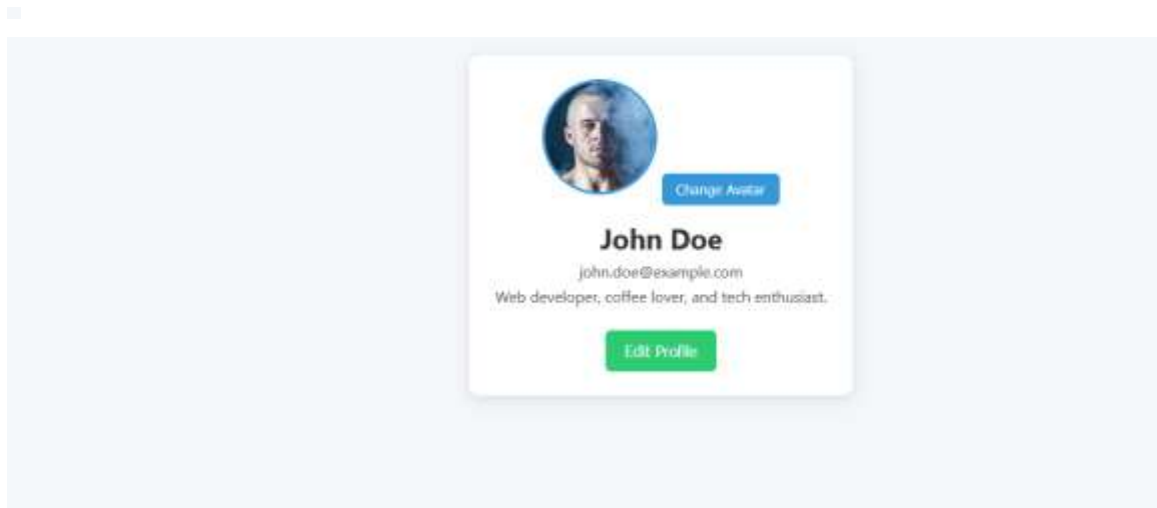 Change Avatar
John Doe
john.doe@example.com
Web developer, coffee lover, and tech enthusiast.
Edit Profile